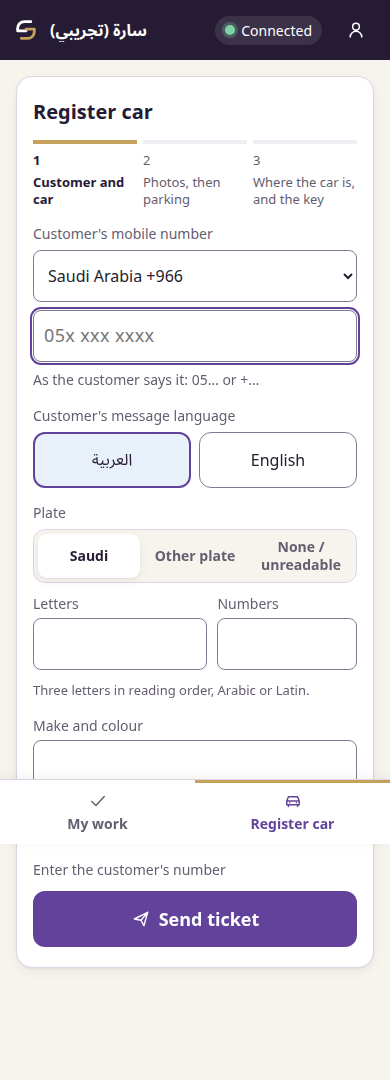 سارة (تجريبي)
Connected
Register car
1
Customer and car
2
Photos, then parking
3
Where the car is, and the key
Customer's mobile number
Saudi Arabia +966
05x xxx xxxx
As the customer says it: 05… or +…
Customer's message language
العربية
English
Plate
Saudi
Other plate
None / unreadable
Letters
Numbers
Three letters in reading order, Arabic or Latin.
Make and colour
My work
Register car
Enter the customer's number
Send ticket